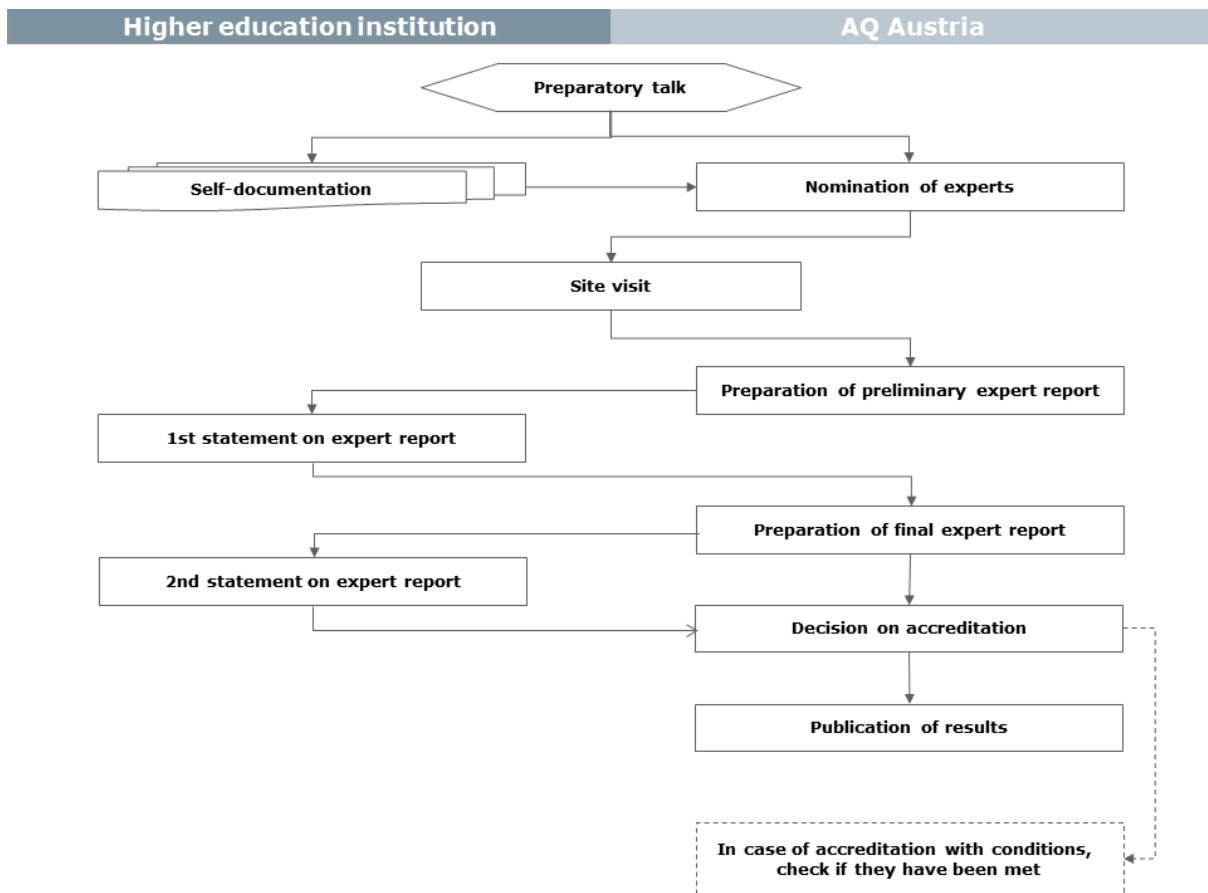 Higher education institution
AQ Austria
Preparatory talk
Self-documentation
Nomination of experts
Site visit
Preparation of preliminary expert report
1st statement on expert report
Preparation of final expert report
2nd statement on expert report
Decision on accreditation
Publication of results
In case of accreditation with conditions,
check if they have been met